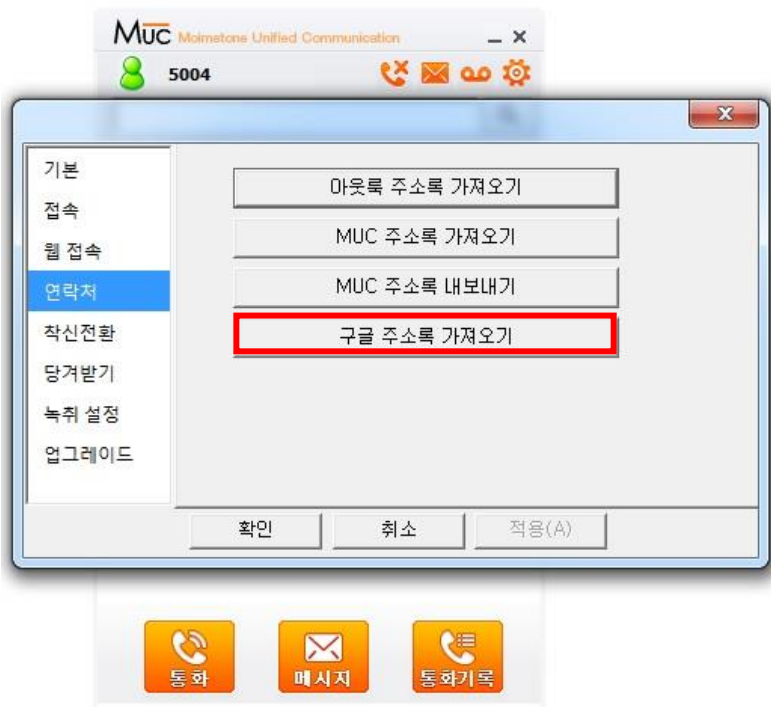 MUC Moimstone Unified Communication
5004
기본
접속
웹 접속
연락처
착신전환
당겨받기
녹취 설정
업그레이드
아웃룩 주소록 가져오기
MUC 주소록 가져오기
MUC 주소록 내보내기
구글 주소록 가져오기
확인
취소
적용(A)
통화
메시지
통화기록